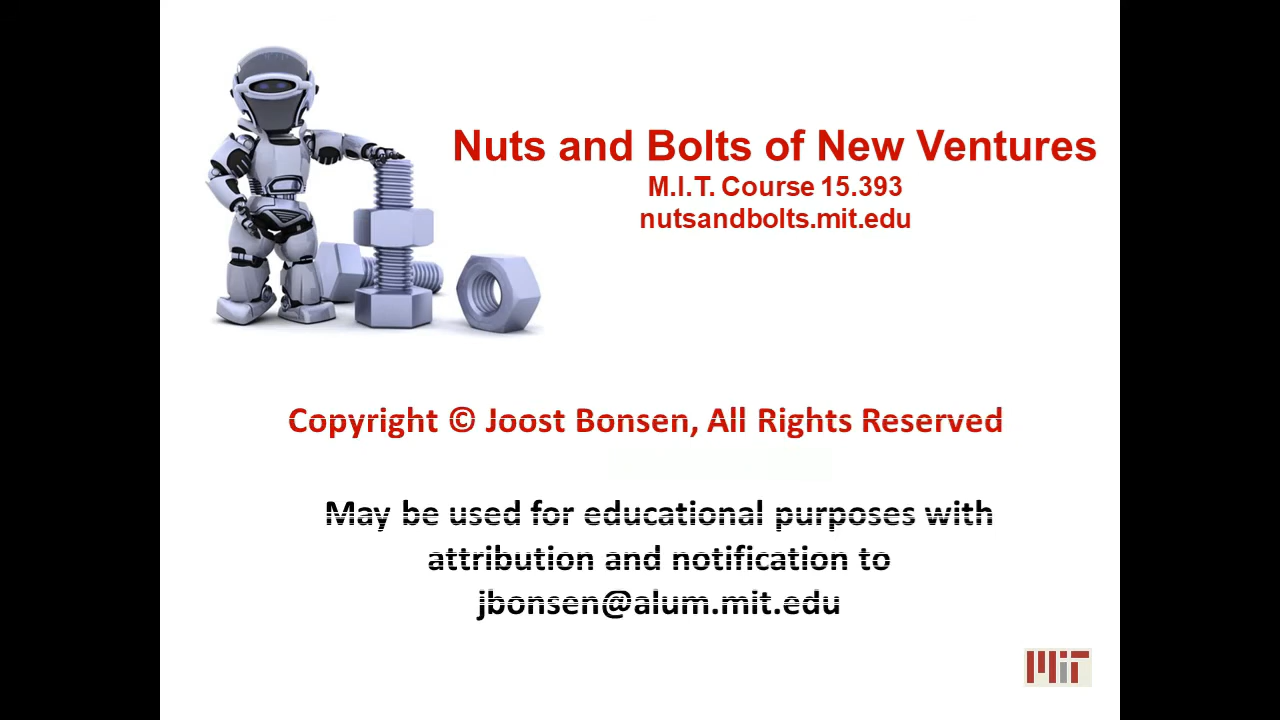 Nuts and Bolts of New Ventures
M.I.T. Course 15.393
nutsandbolts.mit.edu
Copyright © Joost Bonsen, All Rights Reserved
May be used for educational purposes with
attribution and notification to
jbonsen@alum.mit.edu
MIT